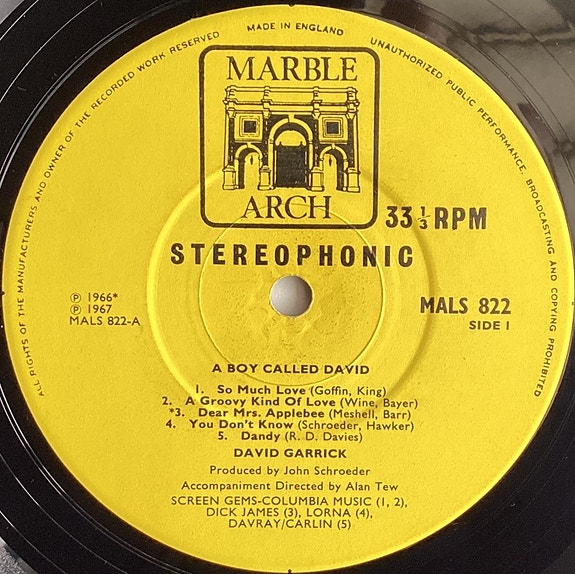 MADE IN ENGLAND
ALL RIGHTS OF THE MANUFACTURERS AND OWNER OF THE RECORDED WORK RESERVED
UNAUTHORIZED PUBLIC PERFORMANCE, BROADCASTING AND COPYING PROHIBITED
MARBLE
ARCH
33 1/3 RPM
STEREOPHONIC
℗ 1966*
℗ 1967
MALS 822-A
MALS 822
SIDE 1
A BOY CALLED DAVID
1. So Much Love (Goffin, King)
2. A Groovy Kind Of Love (Wine, Bayer)
*3. Dear Mrs. Applebee (Meshell, Barr)
4. You Don't Know (Schroeder, Hawker)
5. Dandy (R. D. Davies)
DAVID GARRICK
Produced by John Schroeder
Accompaniment Directed by Alan Tew
SCREEN GEMS-COLUMBIA MUSIC (1, 2),
DICK JAMES (3), LORNA (4),
DAVRAY/CARLIN (5)